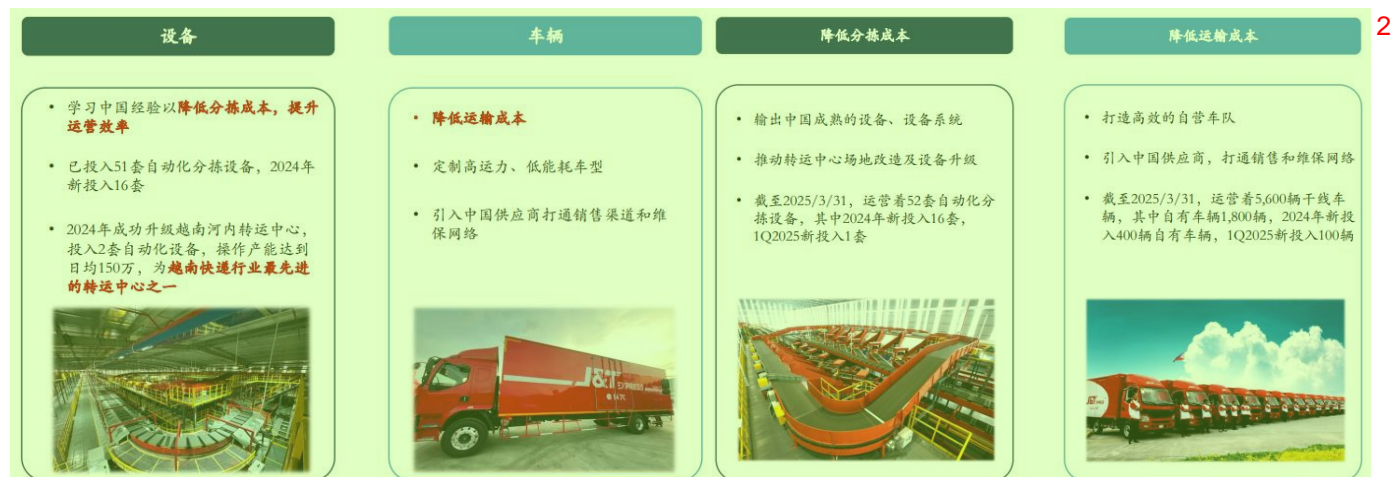 设备
• 学习中国经验以降低分拣成本，提升
运营效率
• 已投入51套自动化分拣设备，2024年
新投入16套
• 2024年成功升级越南河内转运中心，
投入2套自动化设备，操作产能达到
日均150万，为越南快递行业最先进
的转运中心之一
车辆
• 降低运输成本
• 定制高运力、低能耗车型
• 引入中国供应商打通销售渠道和维
保网络
J&T EXPRESS
降低分拣成本
• 输出中国成熟的设备、设备系统
• 推动转运中心场地改造及设备升级
• 截至2025/3/31，运营着52套自动化分
拣设备，其中2024年新投入16套，
1Q2025新投入1套
降低运输成本
• 打造高效的自营车队
• 引入中国供应商，打通销售和维保网络
• 截至2025/3/31，运营着5,600辆干线车
辆，其中自有车辆1,800辆，2024年新投
入400辆自有车辆，1Q2025新投入100辆
J&T
2